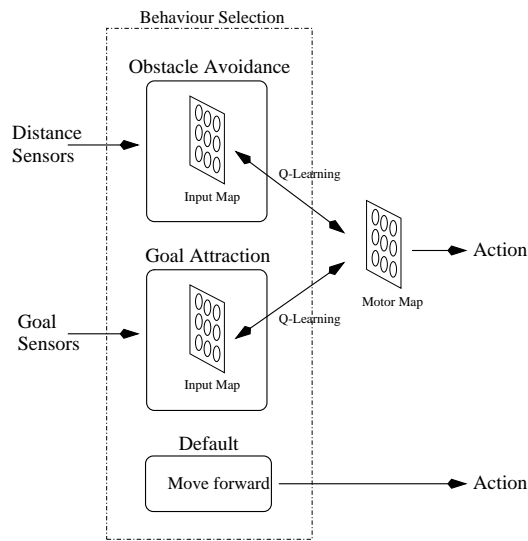 Behaviour Selection
Obstacle Avoidance
Distance
Sensors
Input Map
Q-Learning
Goal Attraction
Action
Motor Map
Goal
Sensors
Q-Learning
Input Map
Default
Move forward
Action